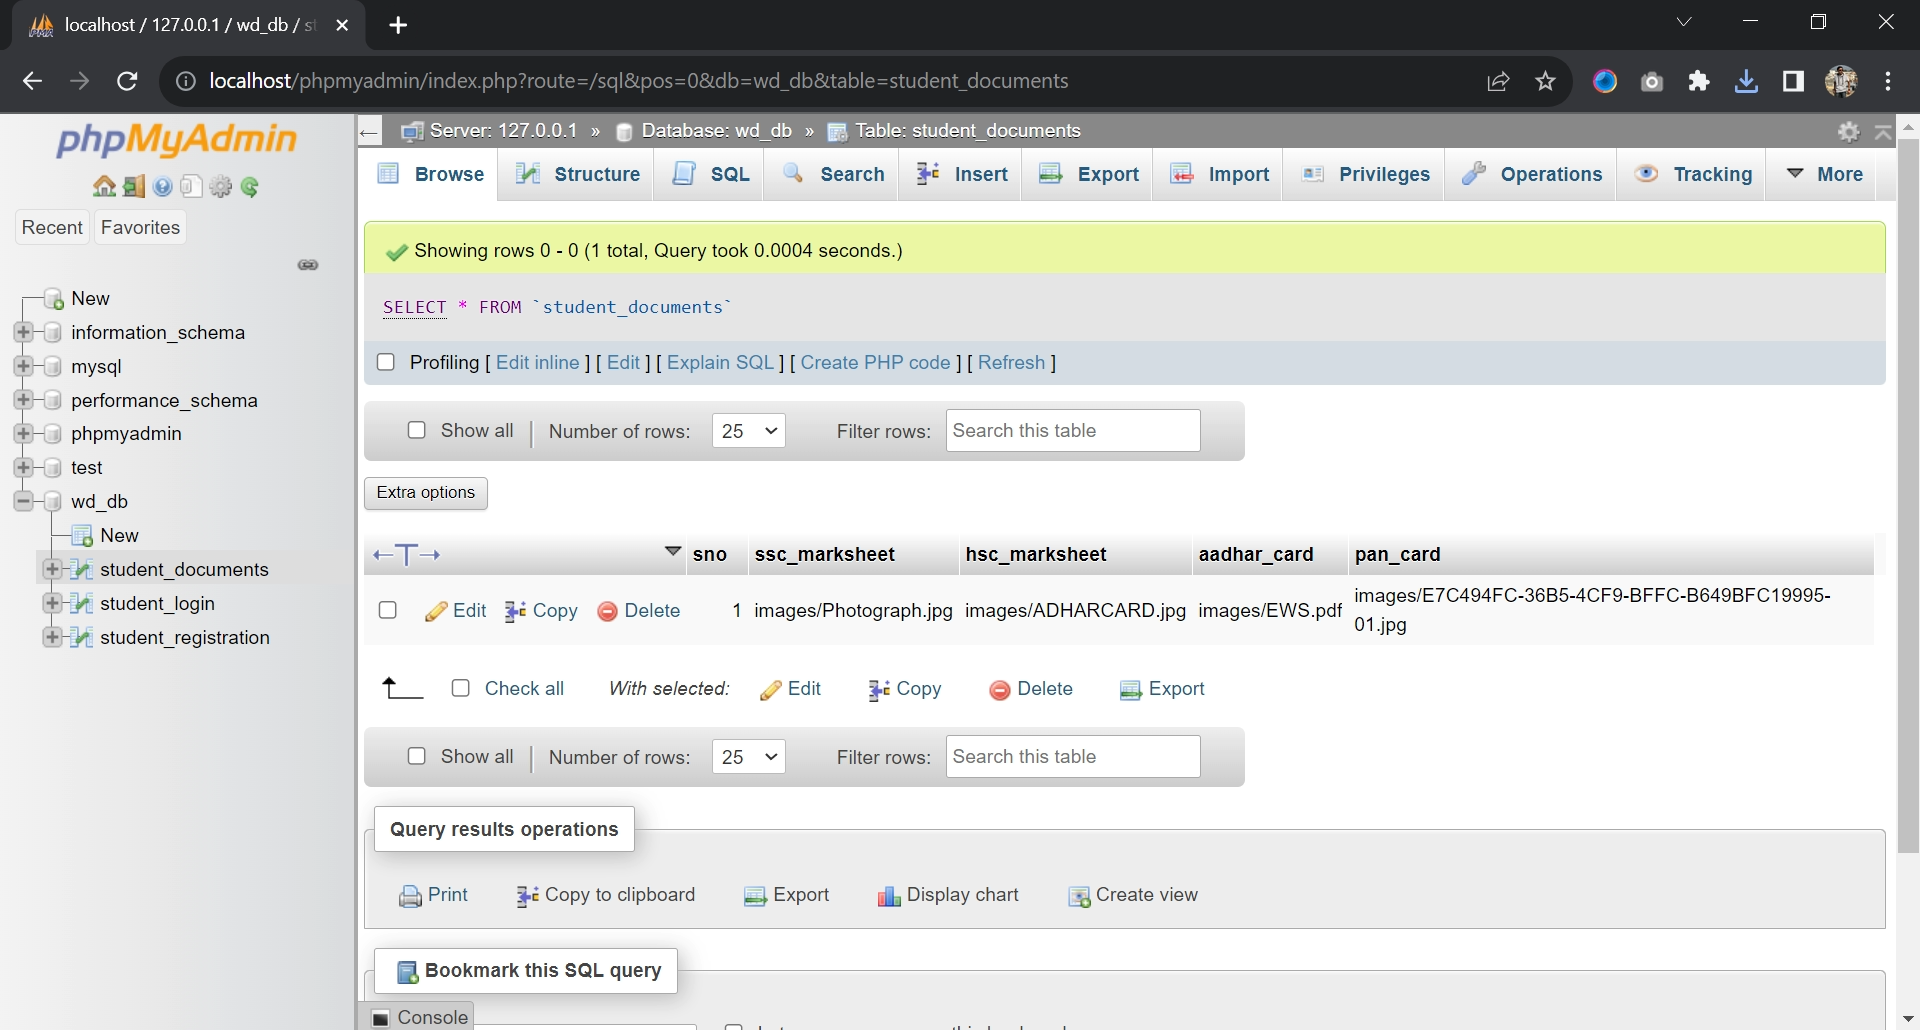 localhost / 127.0.0.1 / wd_db / st
localhost/phpmyadmin/index.php?route=/sql&pos=0&db=wd_db&table=student_documents
phpMyAdmin
Recent Favorites
New
information_schema
mysql
performance_schema
phpmyadmin
test
wd_db
New
student_documents
student_login
student_registration
Server: 127.0.0.1 » Database: wd_db » Table: student_documents
Browse Structure SQL Search Insert Export Import Privileges Operations Tracking More
Showing rows 0 - 0 (1 total, Query took 0.0004 seconds.)
SELECT * FROM `student_documents`
Profiling [ Edit inline ] [ Edit ] [ Explain SQL ] [ Create PHP code ] [ Refresh ]
Show all | Number of rows: 25 Filter rows: Search this table
Extra options
←T→ sno ssc_marksheet hsc_marksheet aadhar_card pan_card
Edit Copy Delete 1 images/Photograph.jpg images/ADHARCARD.jpg images/EWS.pdf images/E7C494FC-36B5-4CF9-BFFC-B649BFC19995-
01.jpg
Check all With selected: Edit Copy Delete Export
Show all | Number of rows: 25 Filter rows: Search this table
Query results operations
Print Copy to clipboard Export Display chart Create view
Bookmark this SQL query
Console